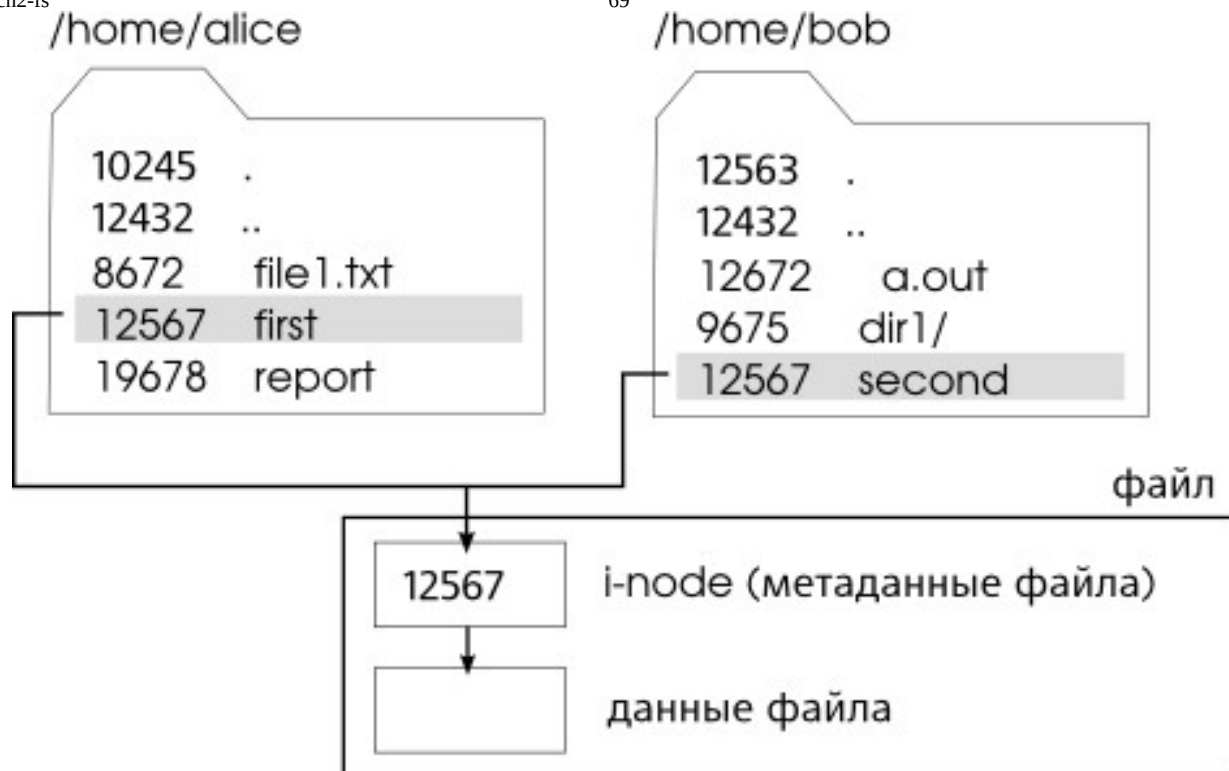 69
/home/alice
10245 .
12432 ..
8672 file1.txt
12567 first
19678 report
/home/bob
12563 .
12432 ..
12672 a.out
9675 dir1/
12567 second
файл
12567 i-node (метаданные файла)
данные файла